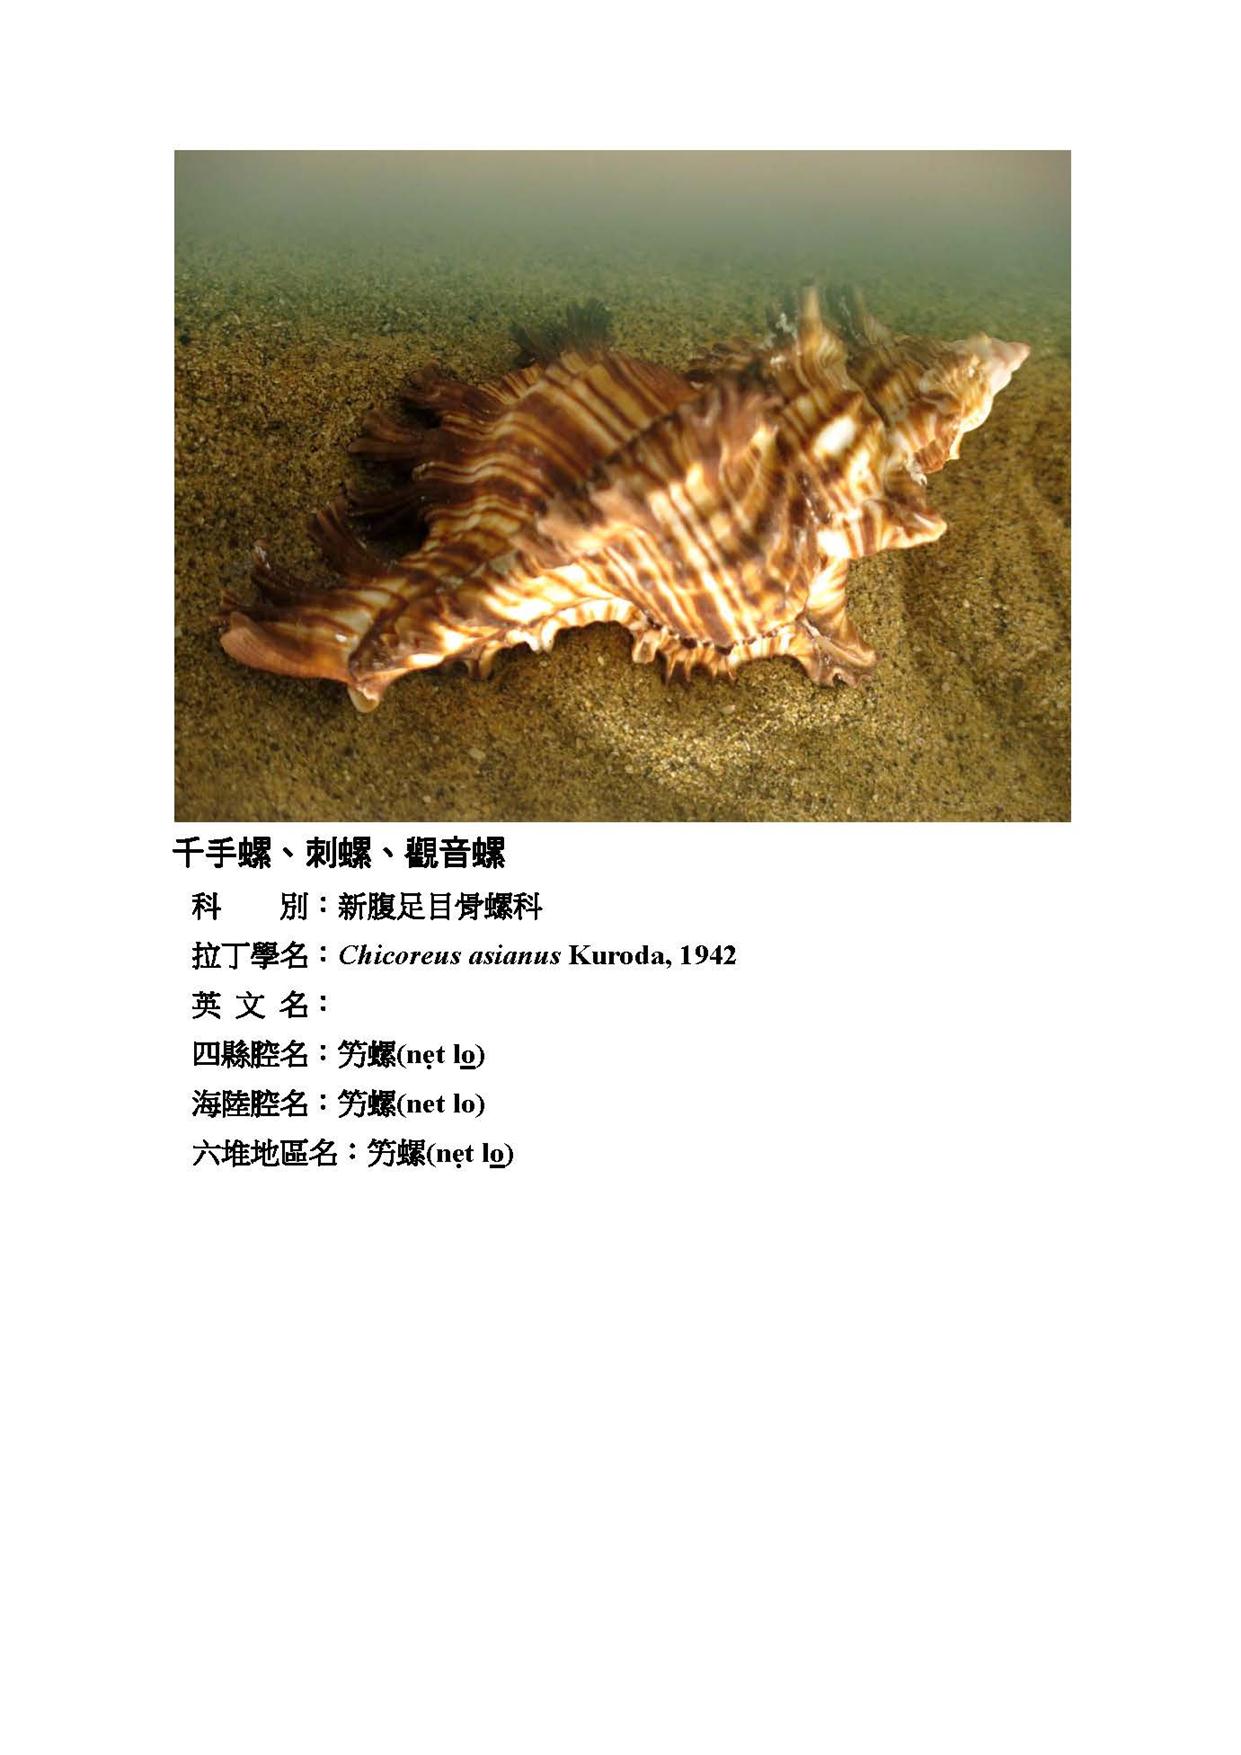 千手螺、刺螺、觀音螺
科　　別：新腹足目骨螺科
拉丁學名：Chicoreus asianus Kuroda, 1942
英 文 名：
四縣腔名：竻螺(nẹt lo̲)
海陸腔名：竻螺(net lo)
六堆地區名：竻螺(nẹt lo̲)